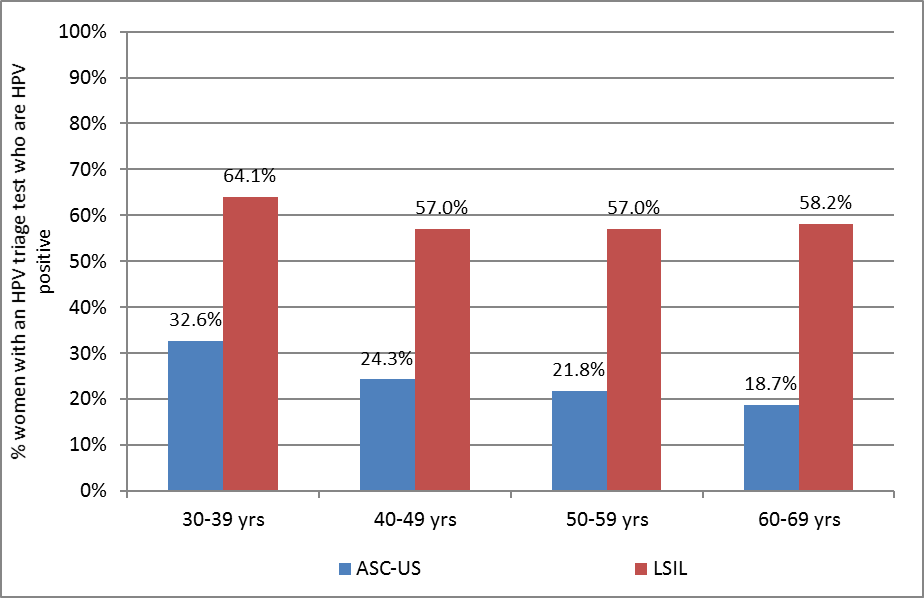 % women with an HPV triage test who are HPV
positive
100%
90%
80%
70%
60%
50%
40%
30%
20%
10%
0%
64.1%
57.0%
57.0%
58.2%
32.6%
24.3%
21.8%
18.7%
30-39 yrs
40-49 yrs
50-59 yrs
60-69 yrs
ASC-US
LSIL